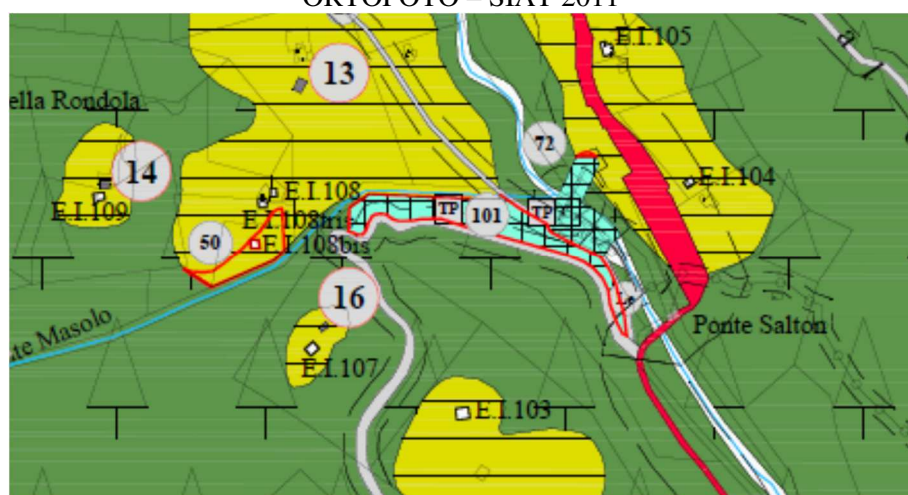 ORTOFOTO – SIAT 2011
E.I.105
13
ella Rondola
72
14
E.I.108
E.I.104
E.I.109
TP
101
TP
E.I.108tris
50
E.I.108bis
16
Ponte Salton
te Masolo
E.I.107
E.I.103